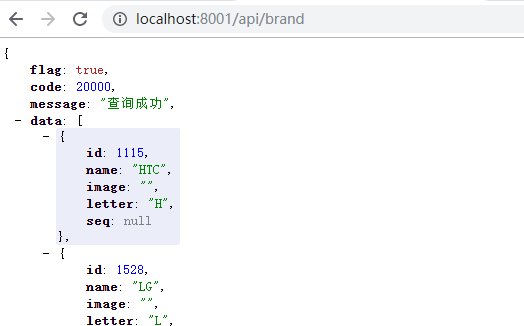 localhost:8001/api/brand
{
flag: true,
code: 20000,
message: "查询成功",
- data: [
- {
id: 1115,
name: "HTC",
image: "",
letter: "H",
seq: null
},
- {
id: 1528,
name: "LG",
image: "",
letter: "L",